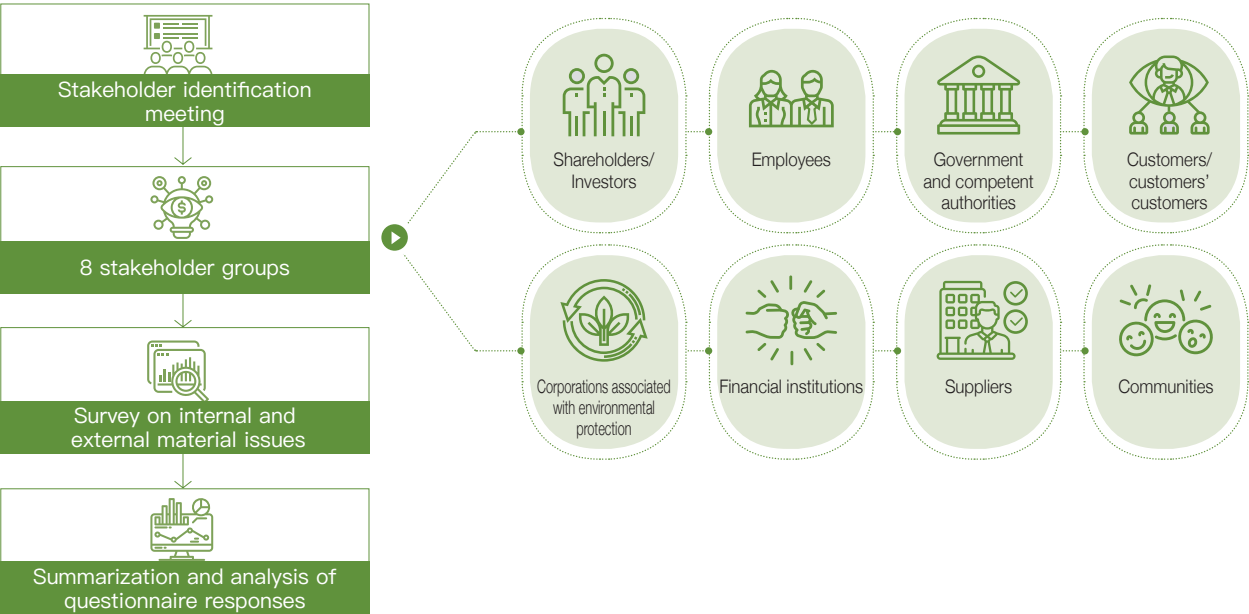 Stakeholder identification
meeting
8 stakeholder groups
Survey on internal and
external material issues
Summarization and analysis of
questionnaire responses
Shareholders/
Investors
Employees
Government
and competent
authorities
Customers/
customers’
customers
Corporations associated
with environmental
protection
Financial institutions
Suppliers
Communities